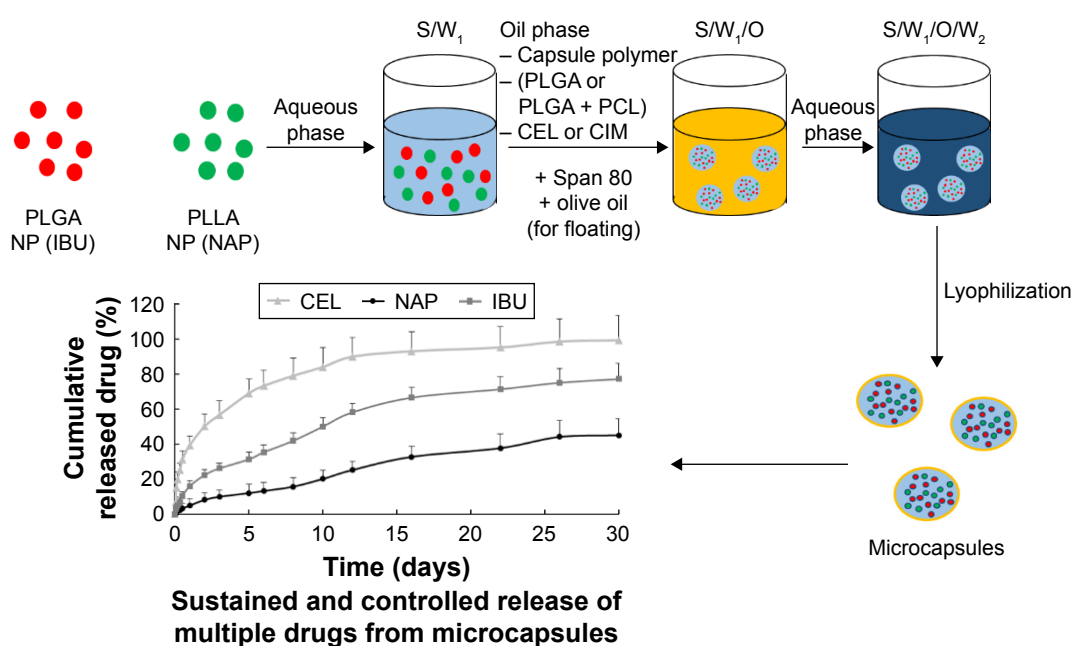 PLGA
NP (IBU)
PLLA
NP (NAP)
Aqueous
phase
S/W₁
Oil phase
– Capsule polymer
– (PLGA or
PLGA + PCL)
– CEL or CIM
+ Span 80
+ olive oil
(for floating)
S/W₁/O
Aqueous
phase
S/W₁/O/W₂
Lyophilization
Microcapsules
CEL NAP IBU
Cumulative
released drug (%)
120
100
80
60
40
20
0
0 5 10 15 20 25 30
Time (days)
Sustained and controlled release of
multiple drugs from microcapsules